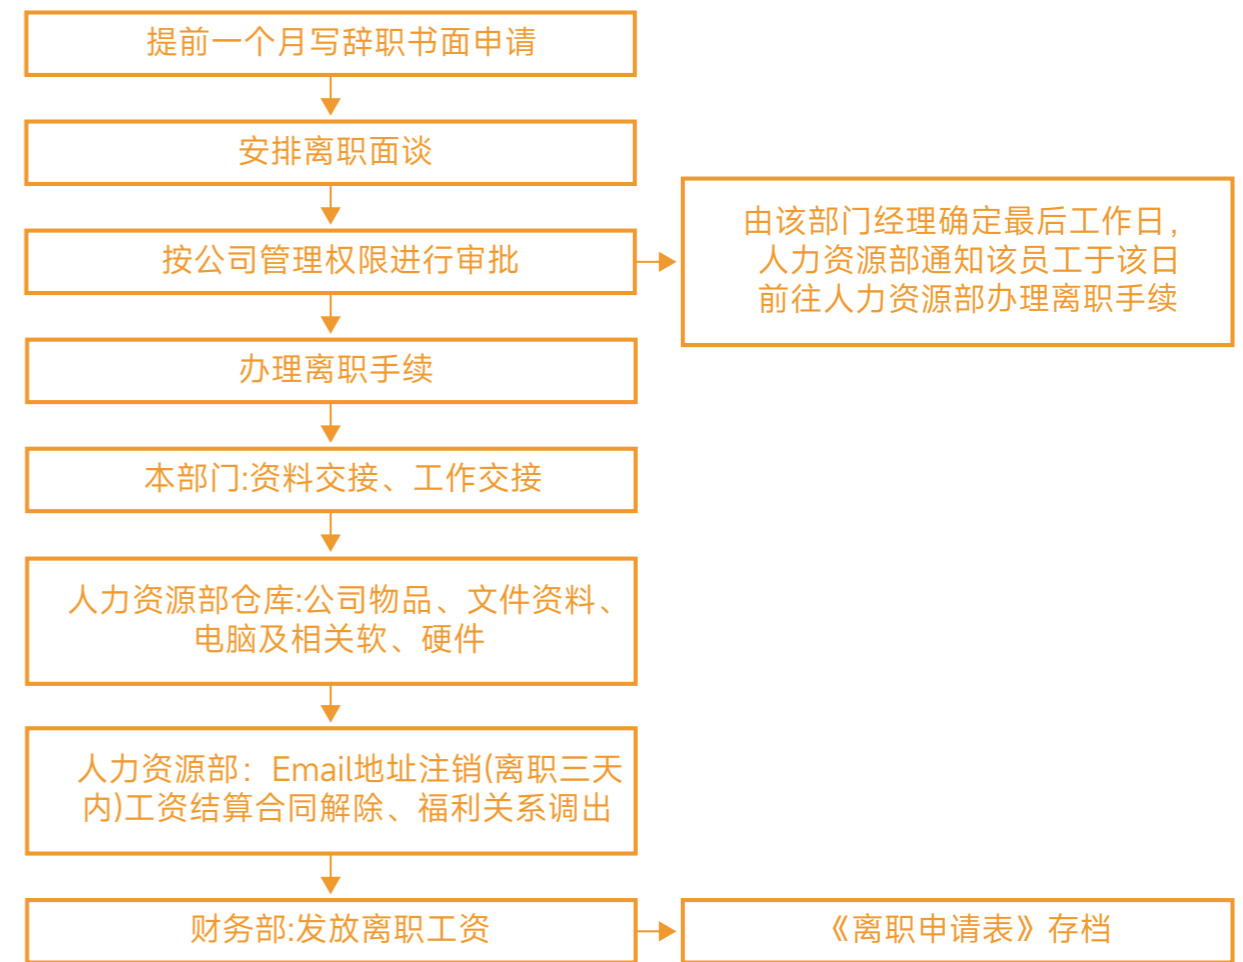 提前一个月写辞职书面申请
安排离职面谈
按公司管理权限进行审批
由该部门经理确定最后工作日，
人力资源部通知该员工于该日
前往人力资源部办理离职手续
办理离职手续
本部门:资料交接、工作交接
人力资源部仓库:公司物品、文件资料、
电脑及相关软、硬件
人力资源部：Email地址注销(离职三天
内)工资结算合同解除、福利关系调出
财务部:发放离职工资
《离职申请表》存档